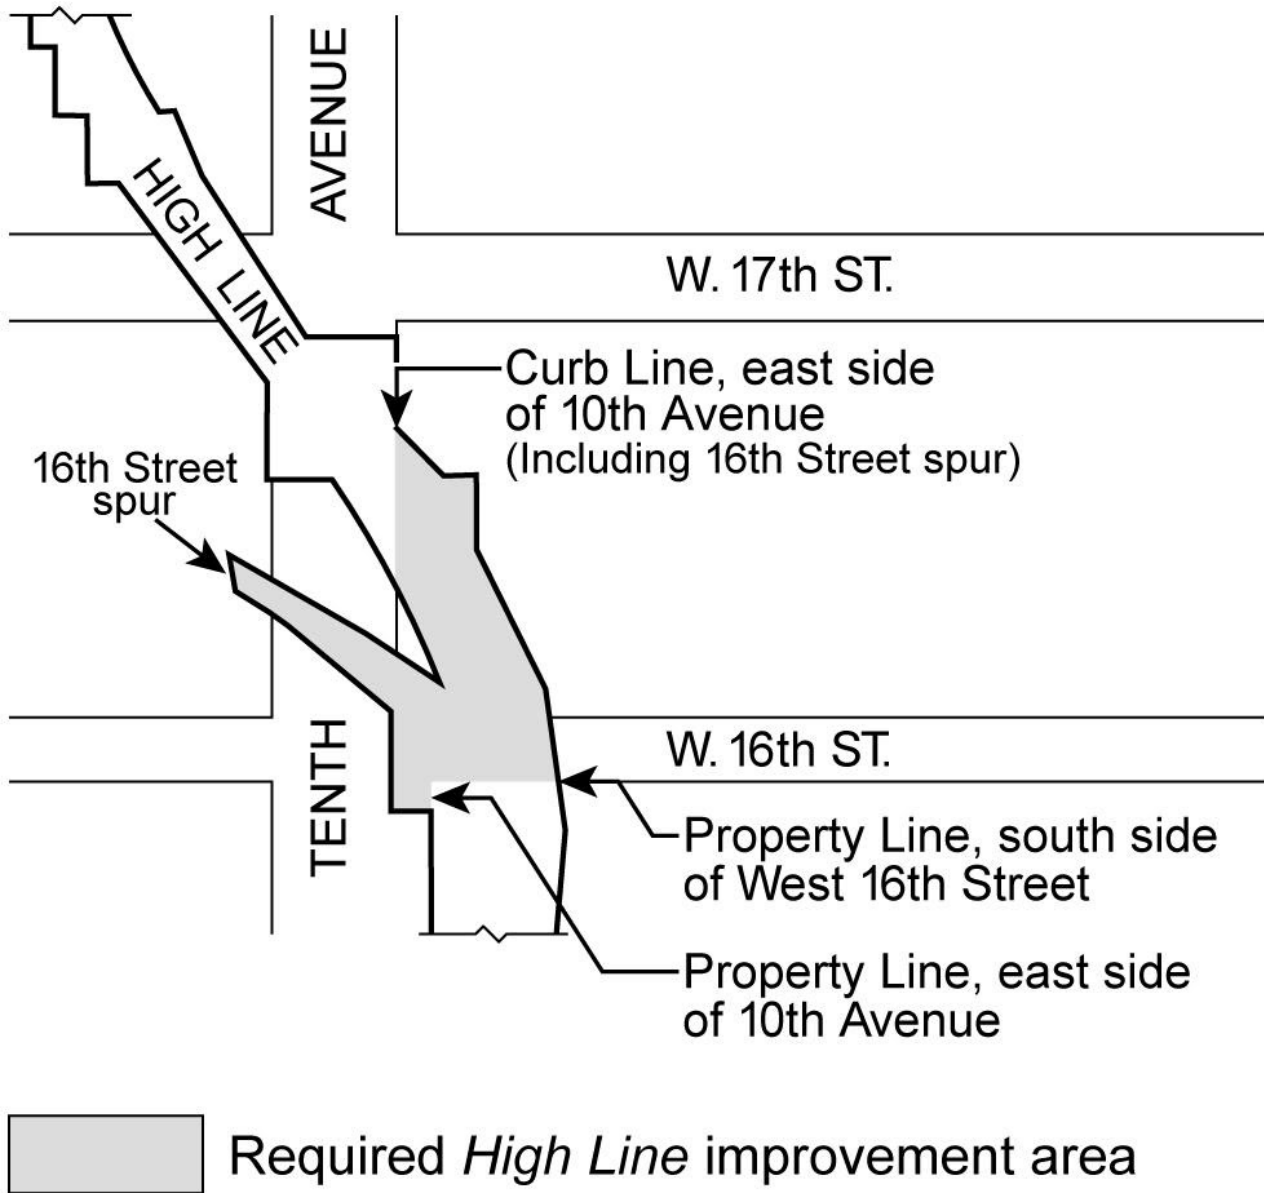 AVENUE
HIGH LINE
W. 17th ST.
Curb Line, east side
of 10th Avenue
(Including 16th Street spur)
16th Street
spur
TENTH
W. 16th ST.
Property Line, south side
of West 16th Street
Property Line, east side
of 10th Avenue
Required High Line improvement area